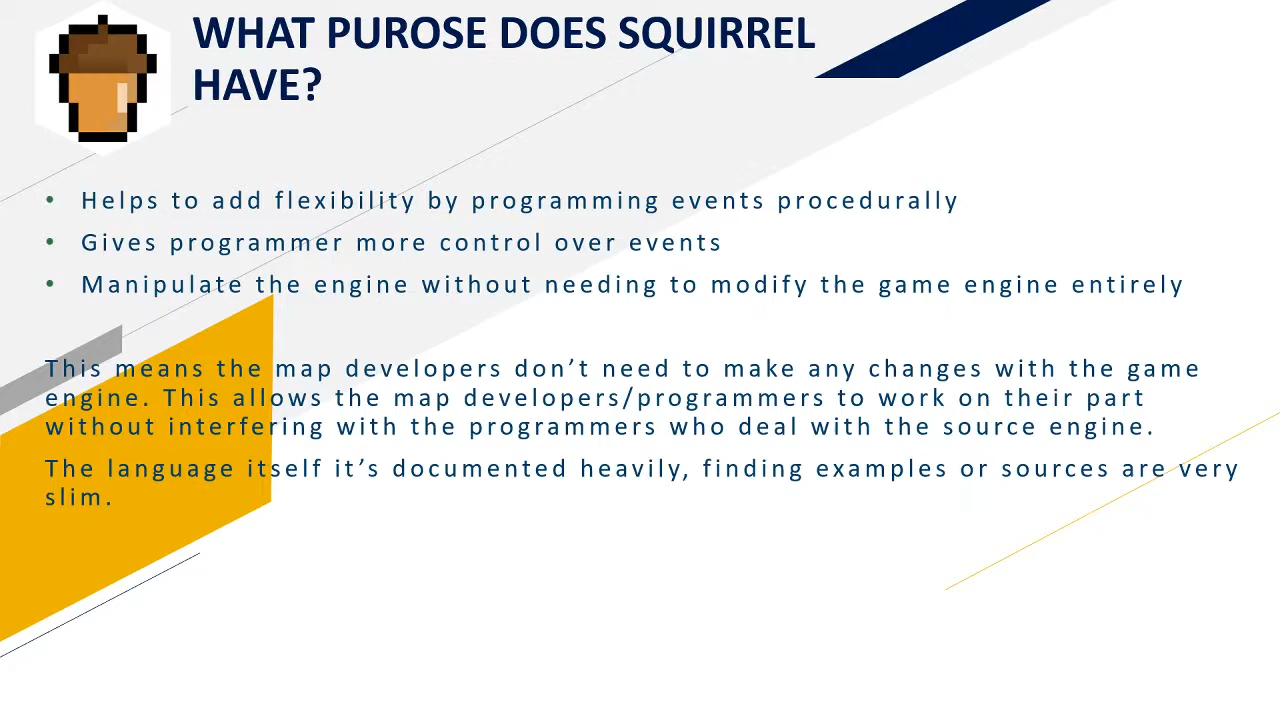 WHAT PUROSE DOES SQUIRREL
HAVE?
• Helps to add flexibility by programming events procedurally
• Gives programmer more control over events
• Manipulate the engine without needing to modify the game engine entirely
This means the map developers don’t need to make any changes with the game
engine. This allows the map developers/programmers to work on their part
without interfering with the programmers who deal with the source engine.
The language itself it’s documented heavily, finding examples or sources are very
slim.